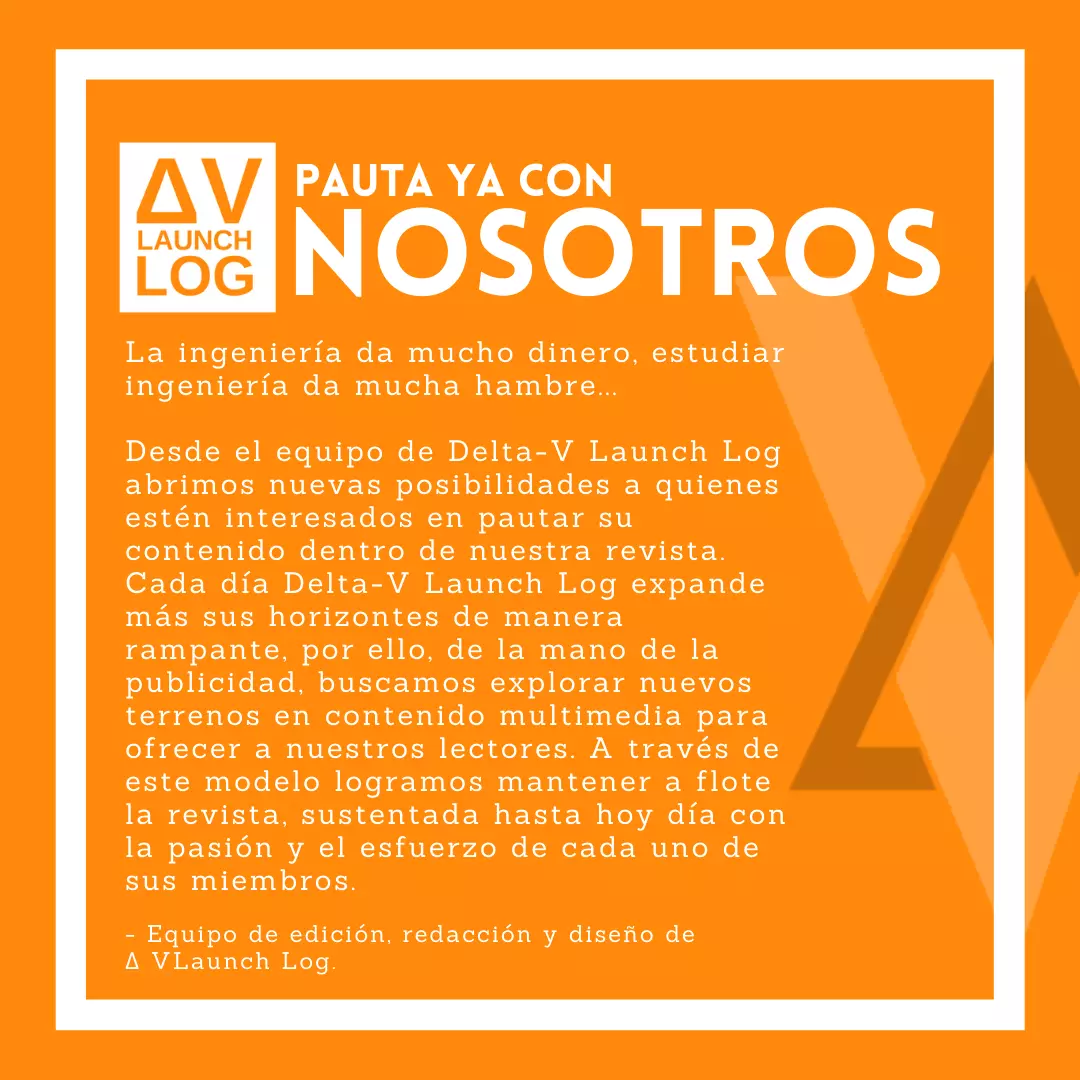 ΔV
LAUNCH
LOG
PAUTA YA CON
NOSOTROS
La ingeniería da mucho dinero, estudiar
ingeniería da mucha hambre...
Desde el equipo de Delta-V Launch Log
abrimos nuevas posibilidades a quienes
estén interesados en pautar su
contenido dentro de nuestra revista.
Cada día Delta-V Launch Log expande
más sus horizontes de manera
rampante, por ello, de la mano de la
publicidad, buscamos explorar nuevos
terrenos en contenido multimedia para
ofrecer a nuestros lectores. A través de
este modelo logramos mantener a flote
la revista, sustentada hasta hoy día con
la pasión y el esfuerzo de cada uno de
sus miembros.
- Equipo de edición, redacción y diseño de
Δ VLaunch Log.